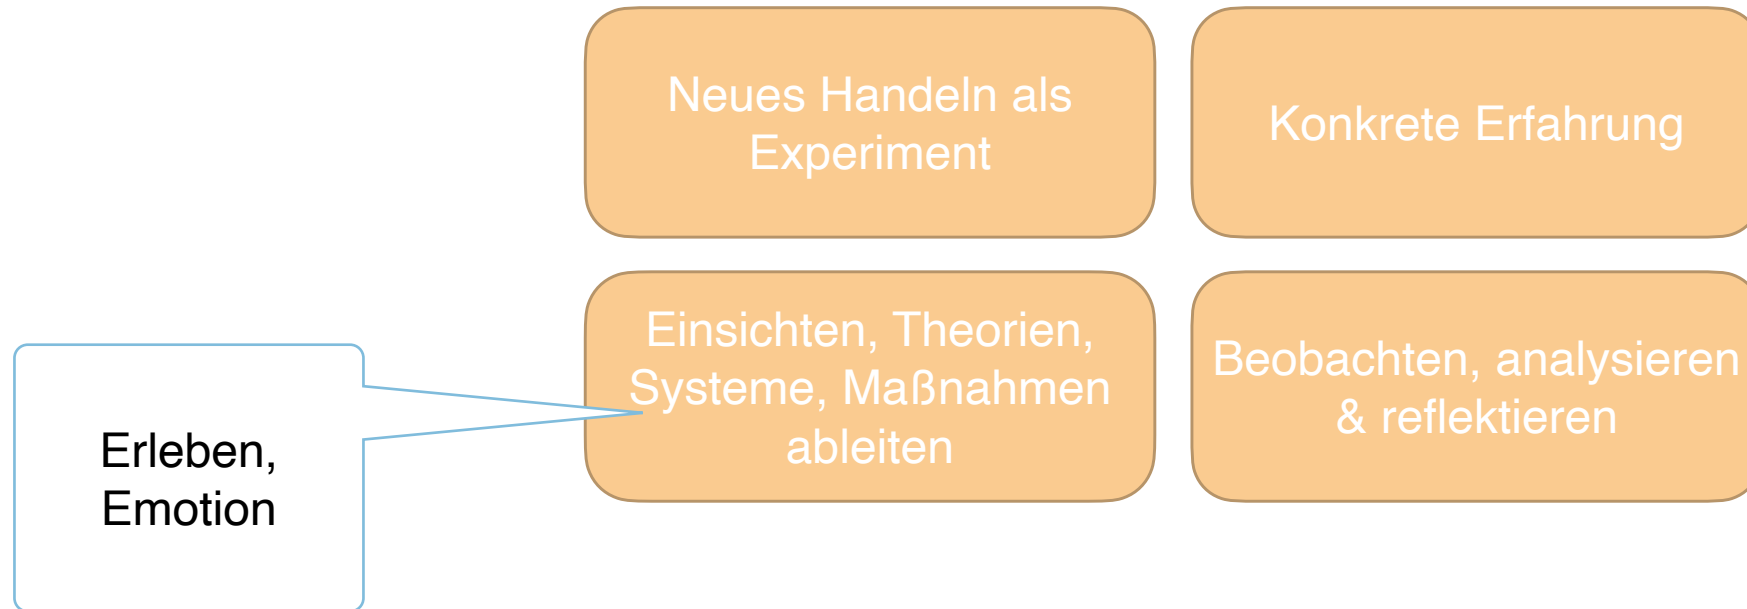 Neues Handeln als
Experiment
Konkrete Erfahrung
Einsichten, Theorien,
Systeme, Maßnahmen
ableiten
Beobachten, analysieren
& reflektieren
Erleben,
Emotion